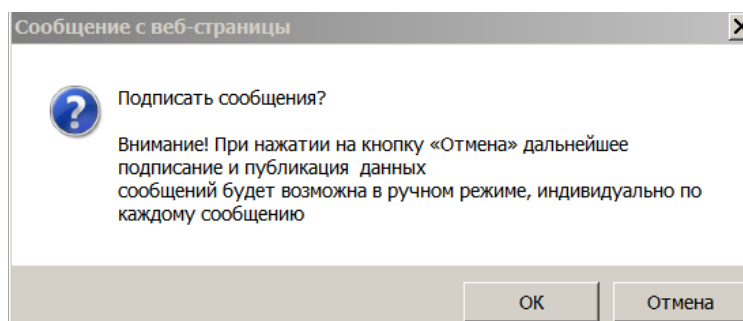 Сообщение с веб-страницы
Подписать сообщения?
Внимание! При нажатии на кнопку «Отмена» дальнейшее
подписание и публикация данных
сообщений будет возможна в ручном режиме, индивидуально по
каждому сообщению
ОК
Отмена